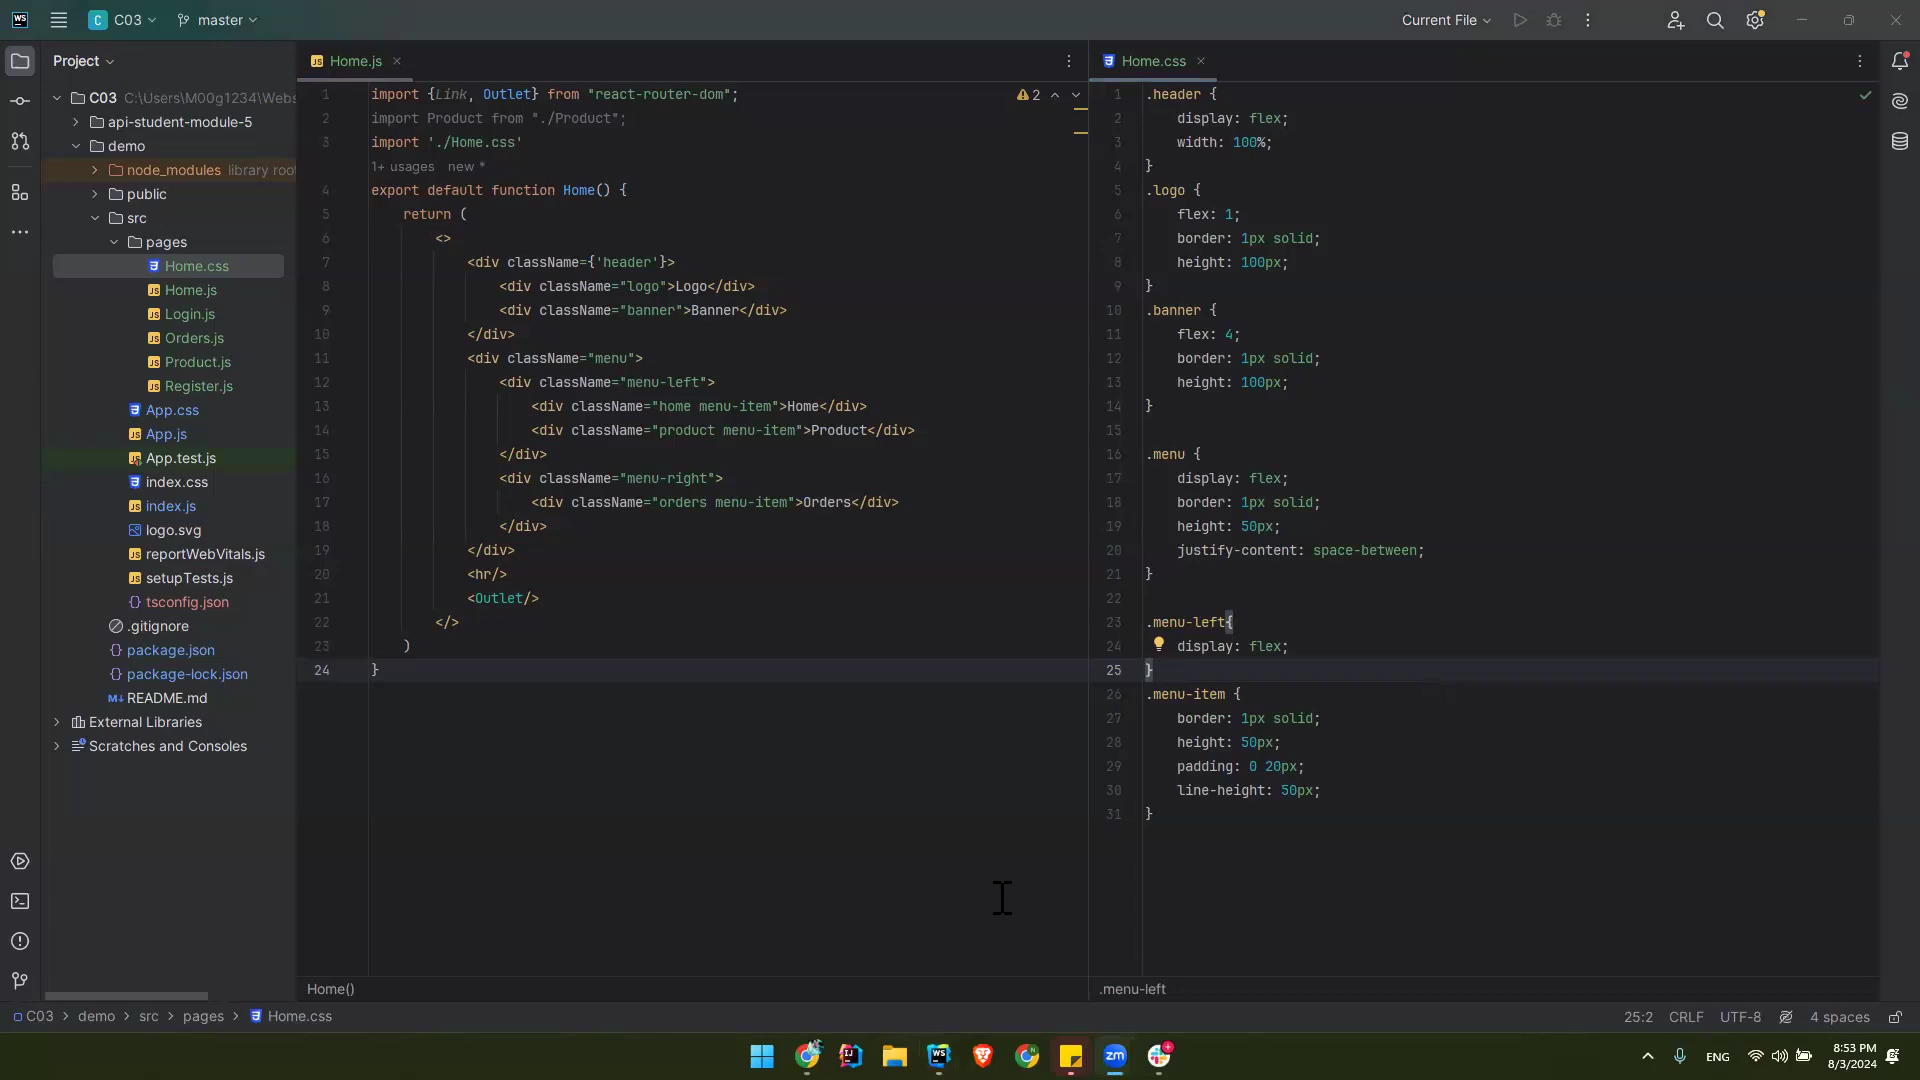 C C03 master Current File
Project
Home.js
Home.css
C03 C:\Users\M00g1234\Webs
api-student-module-5
demo
node_modules library roo
public
src
pages
Home.css
Home.js
Login.js
Orders.js
Product.js
Register.js
App.css
App.js
App.test.js
index.css
index.js
logo.svg
reportWebVitals.js
setupTests.js
tsconfig.json
.gitignore
package.json
package-lock.json
README.md
External Libraries
Scratches and Consoles
2
1 import {Link, Outlet} from "react-router-dom";
2 import Product from "./Product";
3 import './Home.css'
1+ usages new *
4 export default function Home() {
5 return (
6 <>
7 <div className={'header'}>
8 <div className="logo">Logo</div>
9 <div className="banner">Banner</div>
10 </div>
11 <div className="menu">
12 <div className="menu-left">
13 <div className="home menu-item">Home</div>
14 <div className="product menu-item">Product</div>
15 </div>
16 <div className="menu-right">
17 <div className="orders menu-item">Orders</div>
18 </div>
19 </div>
20 <hr/>
21 <Outlet/>
22 </>
23 )
24 }
1 .header {
2 display: flex;
3 width: 100%;
4 }
5 .logo {
6 flex: 1;
7 border: 1px solid;
8 height: 100px;
9 }
10 .banner {
11 flex: 4;
12 border: 1px solid;
13 height: 100px;
14 }
15
16 .menu {
17 display: flex;
18 border: 1px solid;
19 height: 50px;
20 justify-content: space-between;
21 }
22
23 .menu-left{
24 display: flex;
25 }
26 .menu-item {
27 border: 1px solid;
28 height: 50px;
29 padding: 0 20px;
30 line-height: 50px;
31 }
Home()
.menu-left
C03 > demo > src > pages > Home.css
25:2 CRLF UTF-8 4 spaces
ENG
8:53 PM
8/3/2024